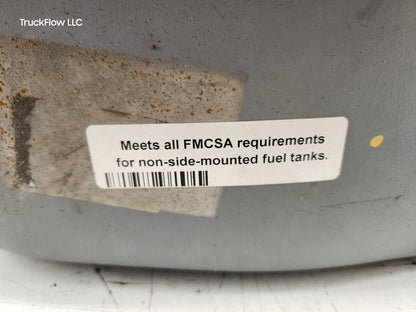 TruckFlow LLC
Meets all FMCSA requirements
for non-side-mounted fuel tanks.